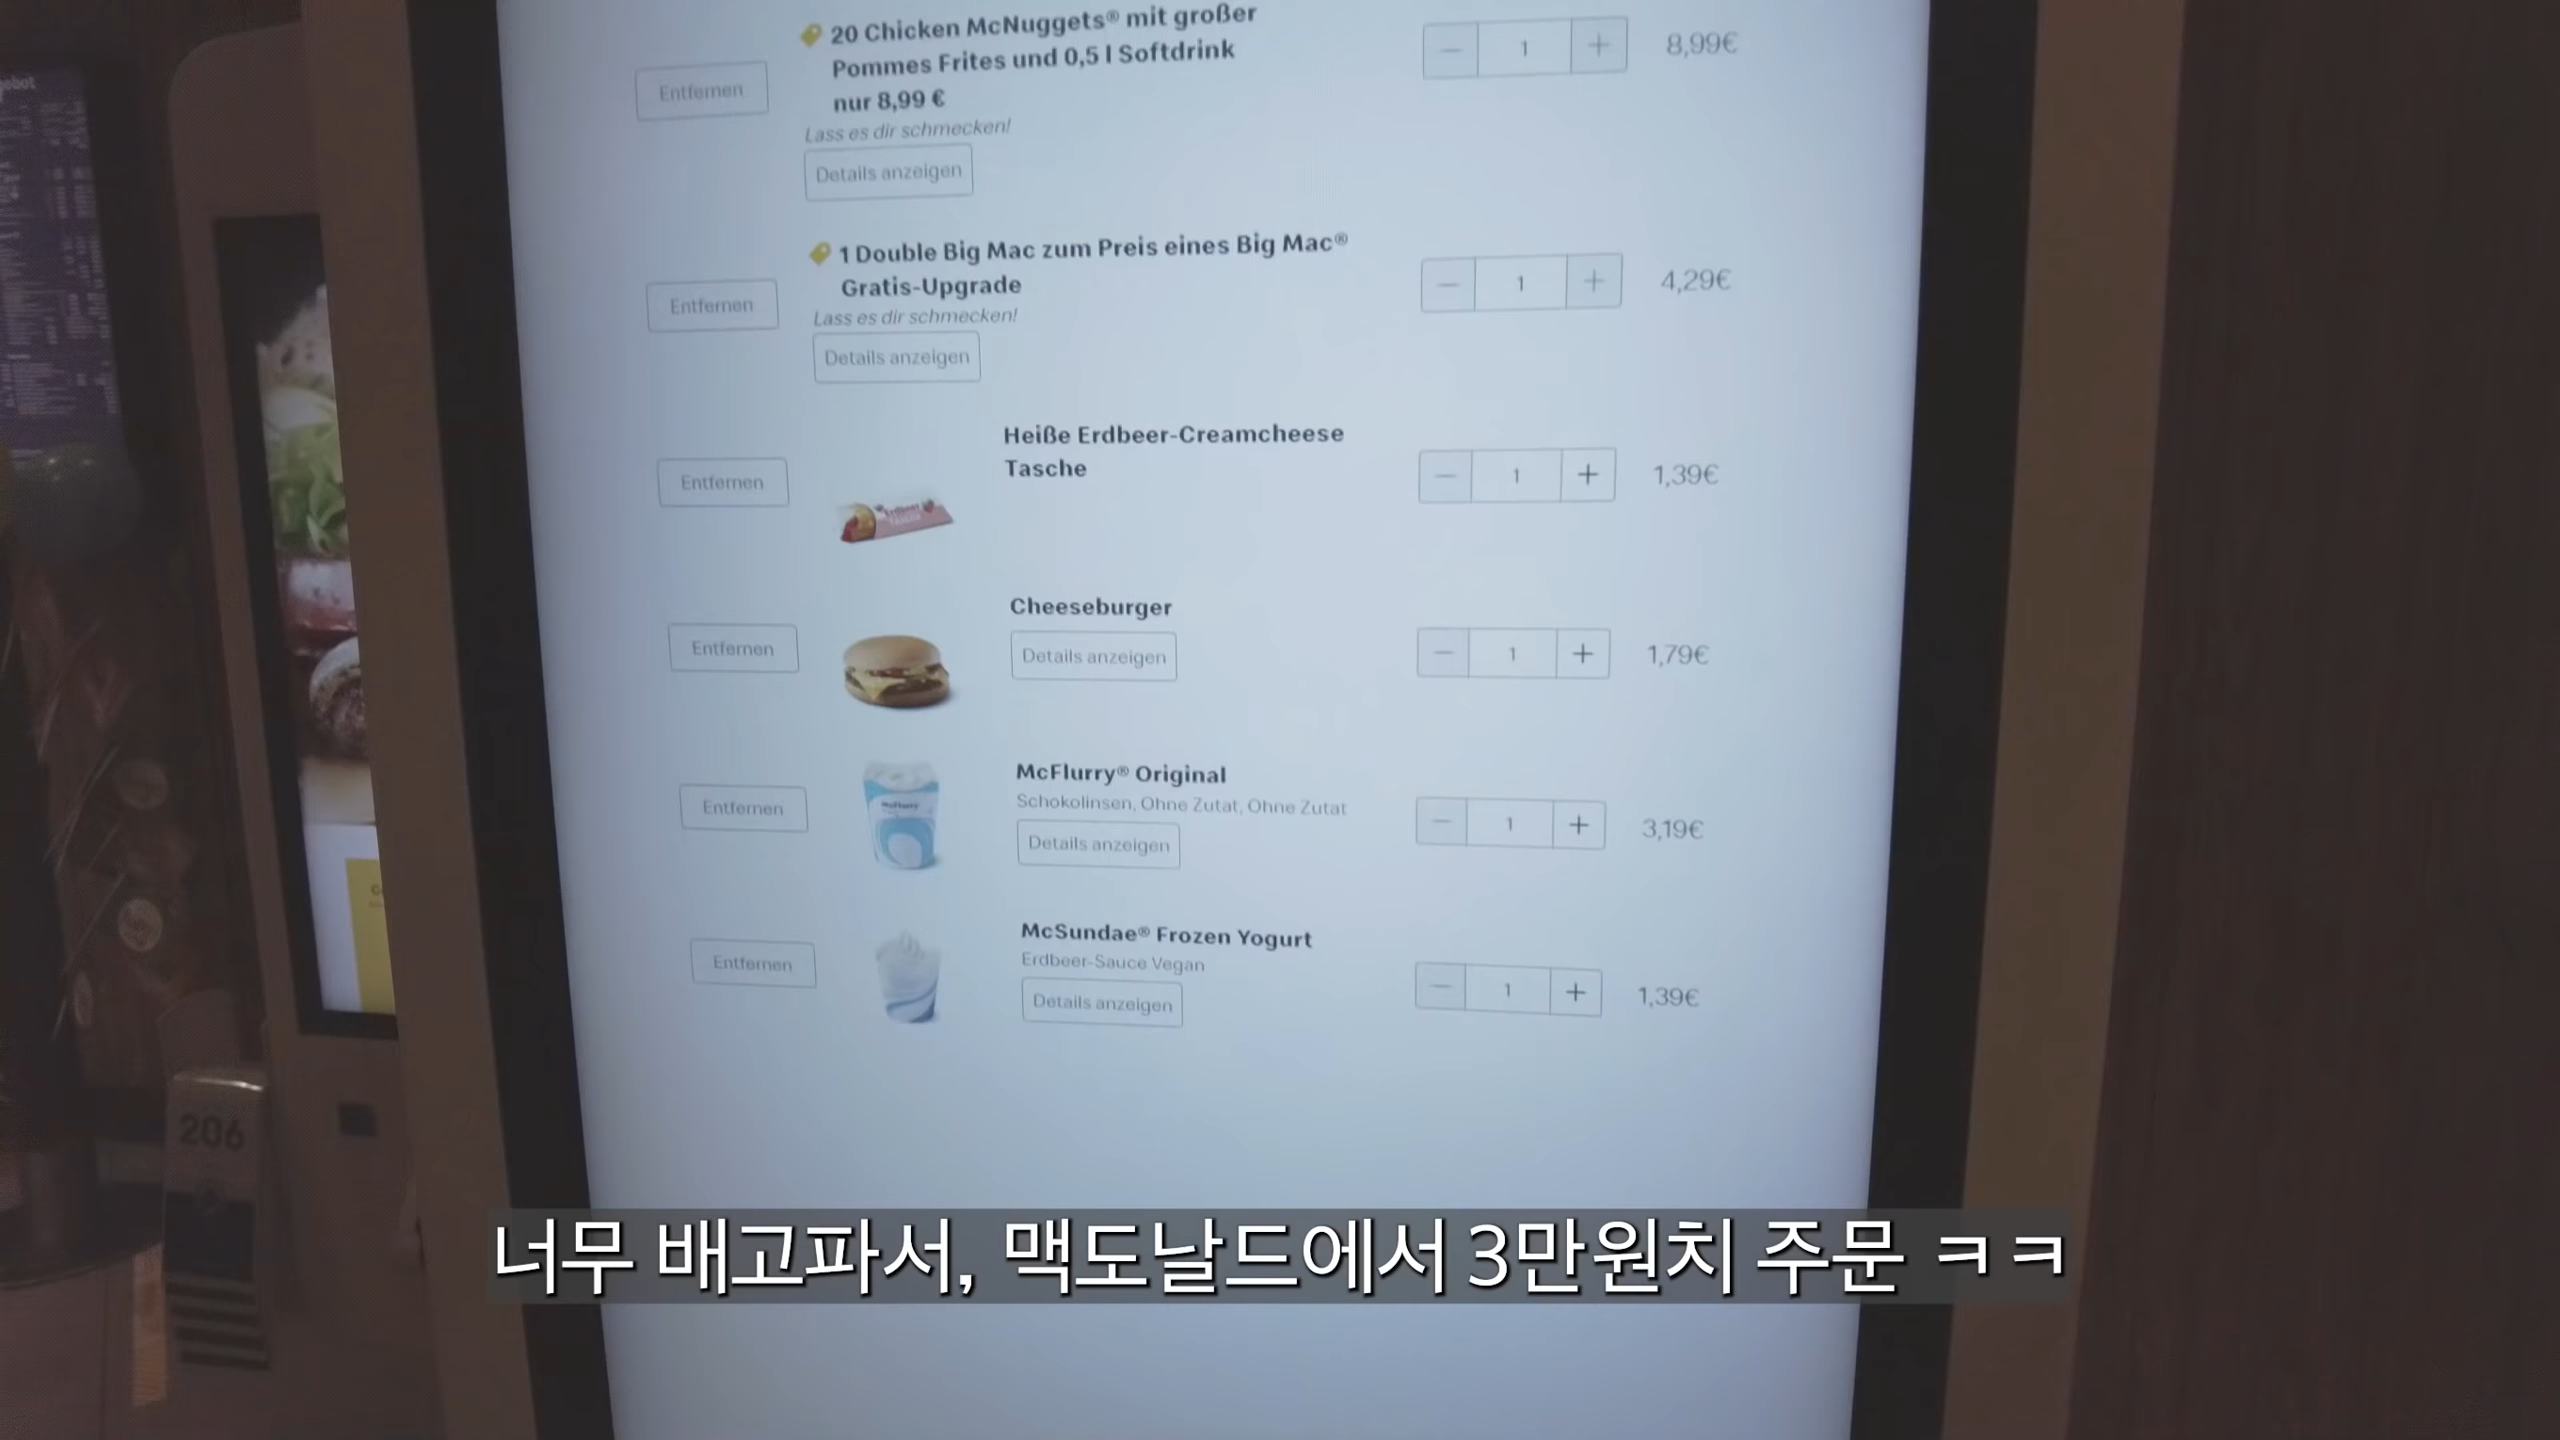 20 Chicken McNuggets® mit großer
Pommes Frites und 0,5 l Softdrink
nur 8,99 €
Lass es dir schmecken!
Details anzeigen
Entfernen
— 1 +
8,99€
1 Double Big Mac zum Preis eines Big Mac®
Gratis-Upgrade
Lass es dir schmecken!
Details anzeigen
Entfernen
— 1 +
4,29€
Heiße Erdbeer-Creamcheese
Tasche
Entfernen
— 1 +
1,39€
Cheeseburger
Details anzeigen
Entfernen
— 1 +
1,79€
McFlurry® Original
Schokolinsen, Ohne Zutat, Ohne Zutat
Details anzeigen
Entfernen
— 1 +
3,19€
McSundae® Frozen Yogurt
Erdbeer-Sauce Vegan
Details anzeigen
Entfernen
— 1 +
1,39€
206
너무 배고파서, 맥도날드에서 3만원치 주문 ㅋㅋ